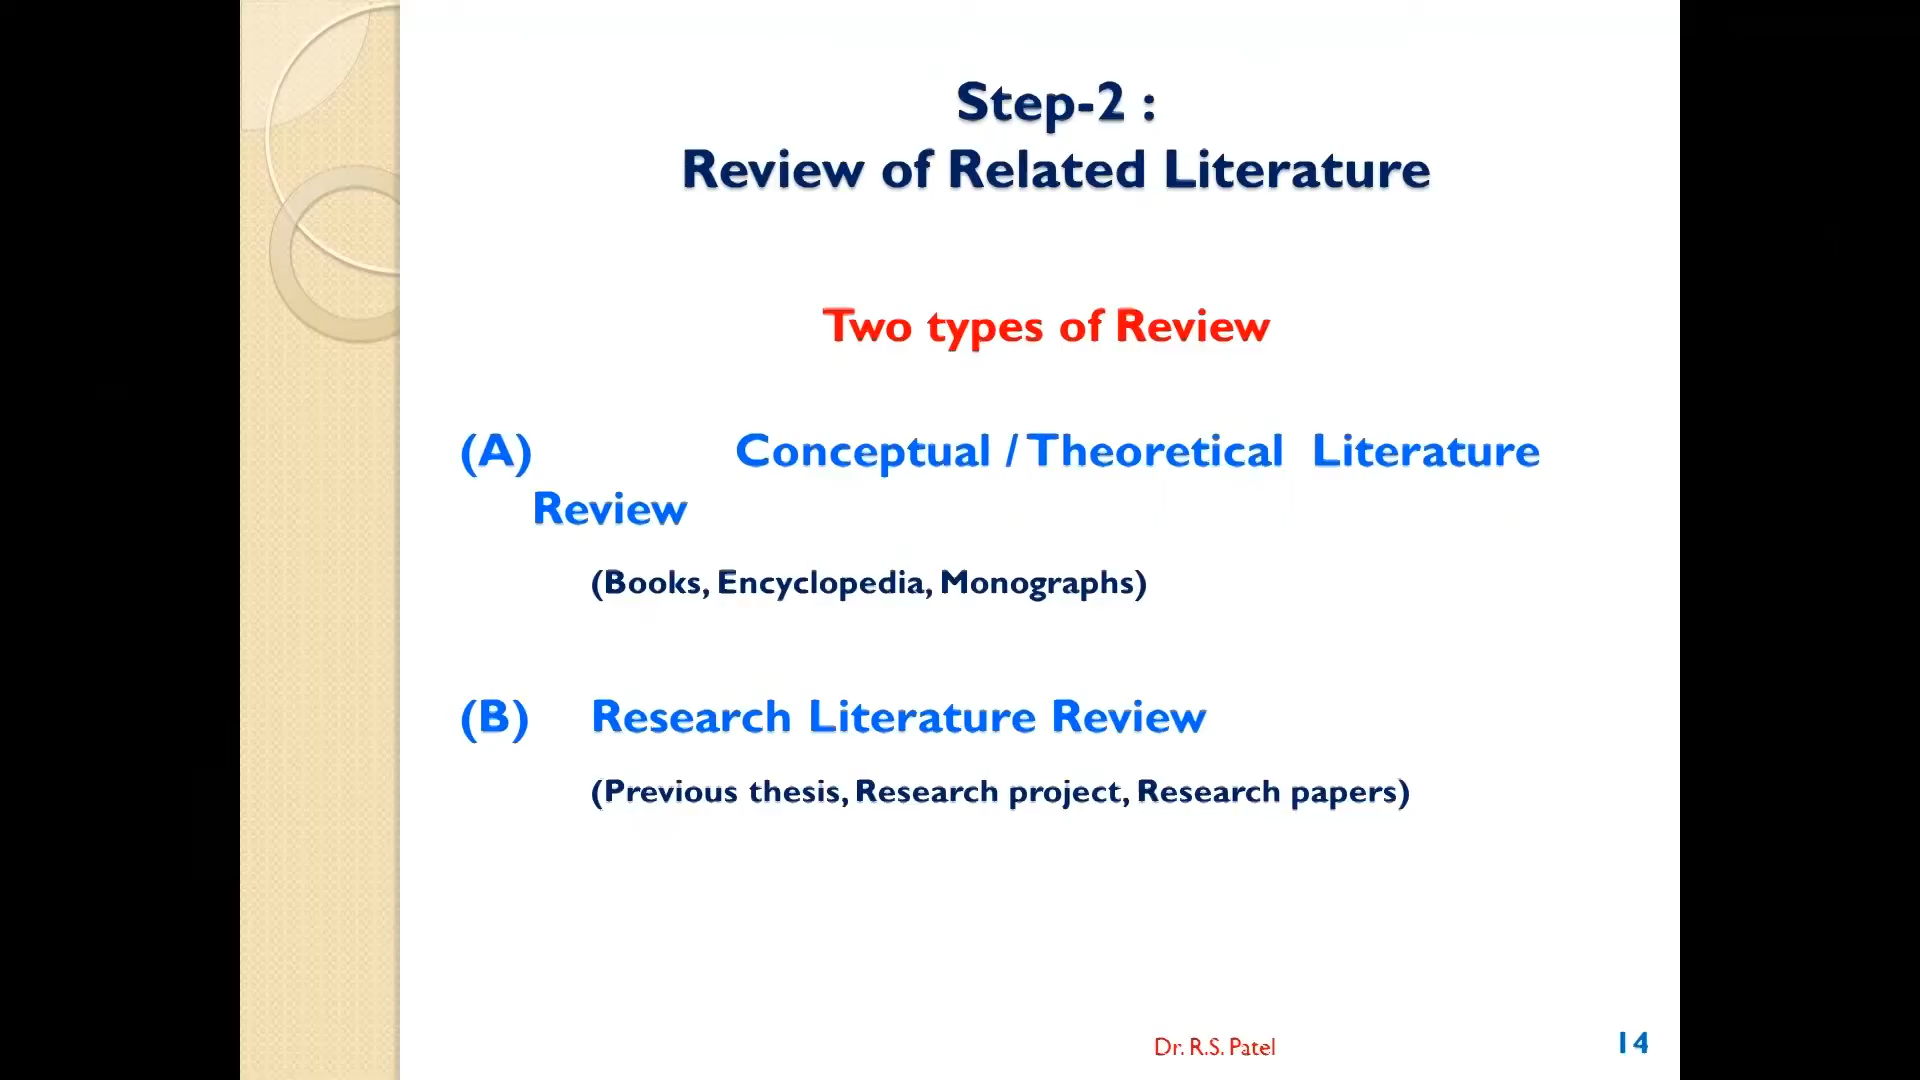 Step-2 :
Review of Related Literature
Two types of Review
(A) Conceptual / Theoretical Literature
Review
(Books, Encyclopedia, Monographs)
(B) Research Literature Review
(Previous thesis, Research project, Research papers)
Dr. R.S. Patel
14